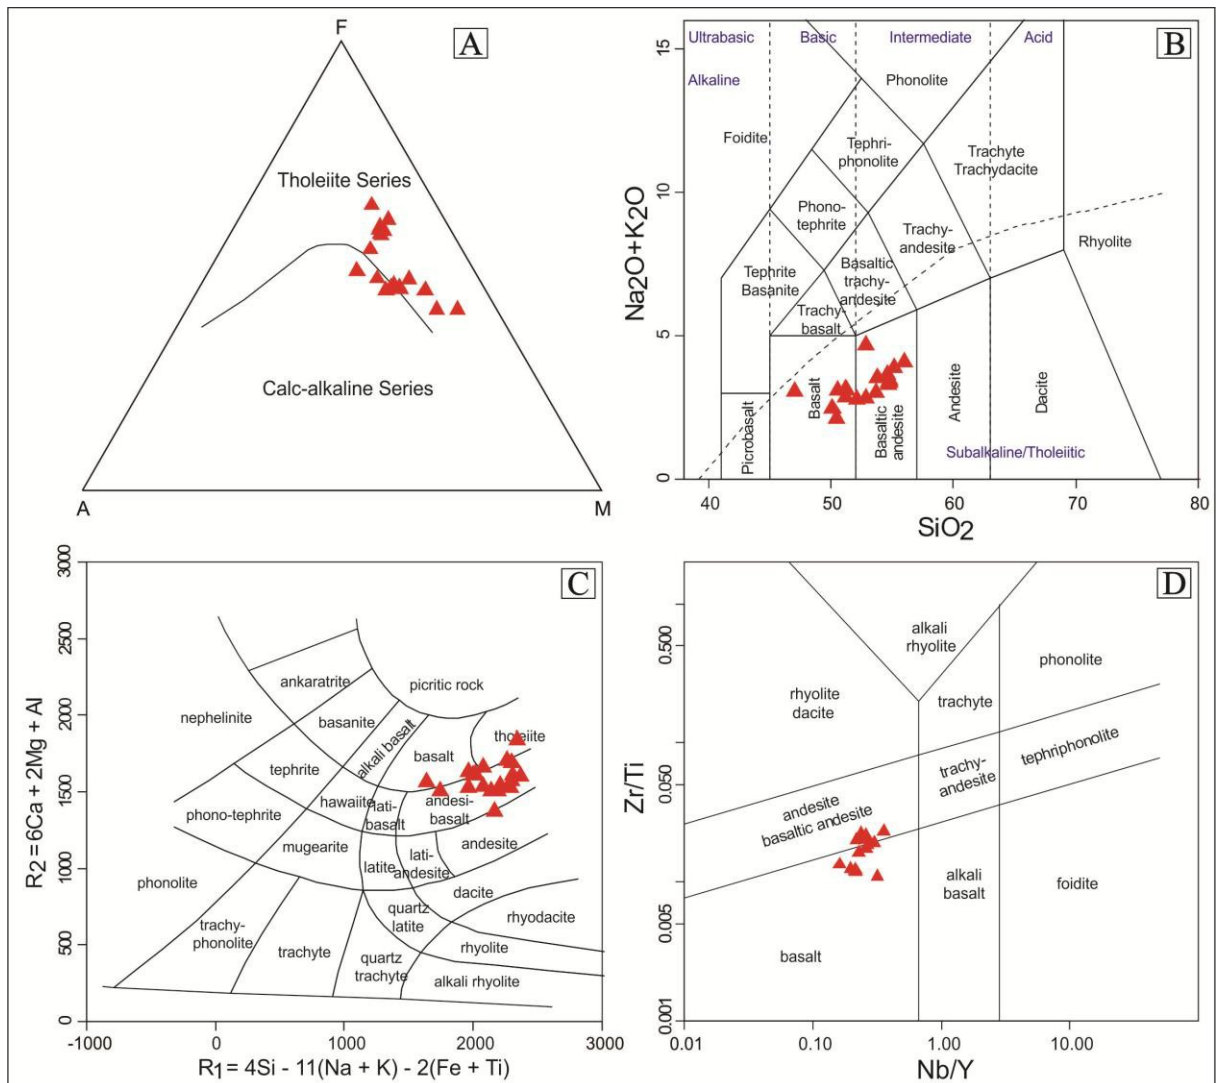 F
A
Tholeiite Series
Calc-alkaline Series
A
M
B
Ultrabasic
Basic
Intermediate
Acid
Alkaline
Phonolite
Foidite
Tephri-
phonolite
Trachyte
Trachydacite
Phono-
tephrite
Trachy-
andesite
Rhyolite
Tephrite
Basanite
Basaltic
trachy-
andesite
Trachy-
basalt
Picrobasalt
Basalt
Basaltic
andesite
Andesite
Dacite
Subalkaline/Tholeiitic
Na2O+K2O
0
5
10
15
40
50
60
70
80
SiO2
C
ankaratrite
picritic rock
nephelinite
basanite
alkali basalt
tholeiite
basalt
tephrite
hawaiite
lati-
basalt
andesi-
basalt
phono-tephrite
mugearite
andesite
latite
lati-
andesite
phonolite
dacite
quartz
latite
rhyodacite
trachy-
phonolite
trachyte
quartz
trachyte
rhyolite
alkali rhyolite
R2 = 6Ca + 2Mg + Al
0
500
1000
1500
2000
2500
3000
-1000
0
1000
2000
3000
R1 = 4Si - 11(Na + K) - 2(Fe + Ti)
D
alkali
rhyolite
phonolite
rhyolite
dacite
trachyte
tephriphonolite
trachy-
andesite
andesite
basaltic andesite
alkali
basalt
foidite
basalt
Zr/Ti
0.001
0.005
0.050
0.500
0.01
0.10
1.00
10.00
Nb/Y